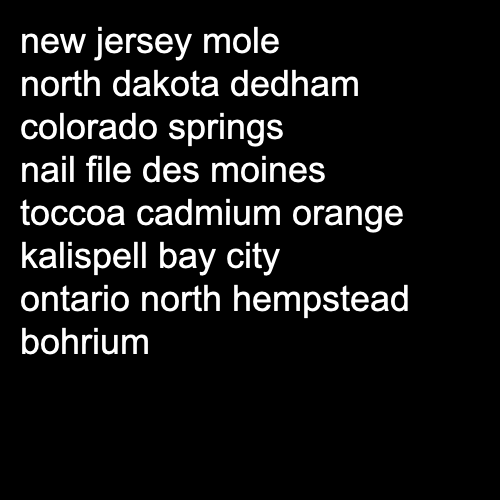 new jersey mole
north dakota dedham
colorado springs
nail file des moines
toccoa cadmium orange
kalispell bay city
ontario north hempstead
bohrium